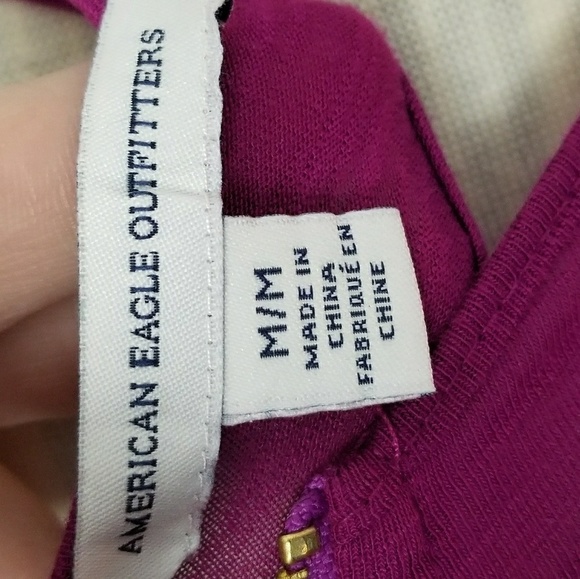 AMERICAN EAGLE OUTFITTERS
M/M
MADE IN
CHINA
FABRIQUÉ EN
CHINE